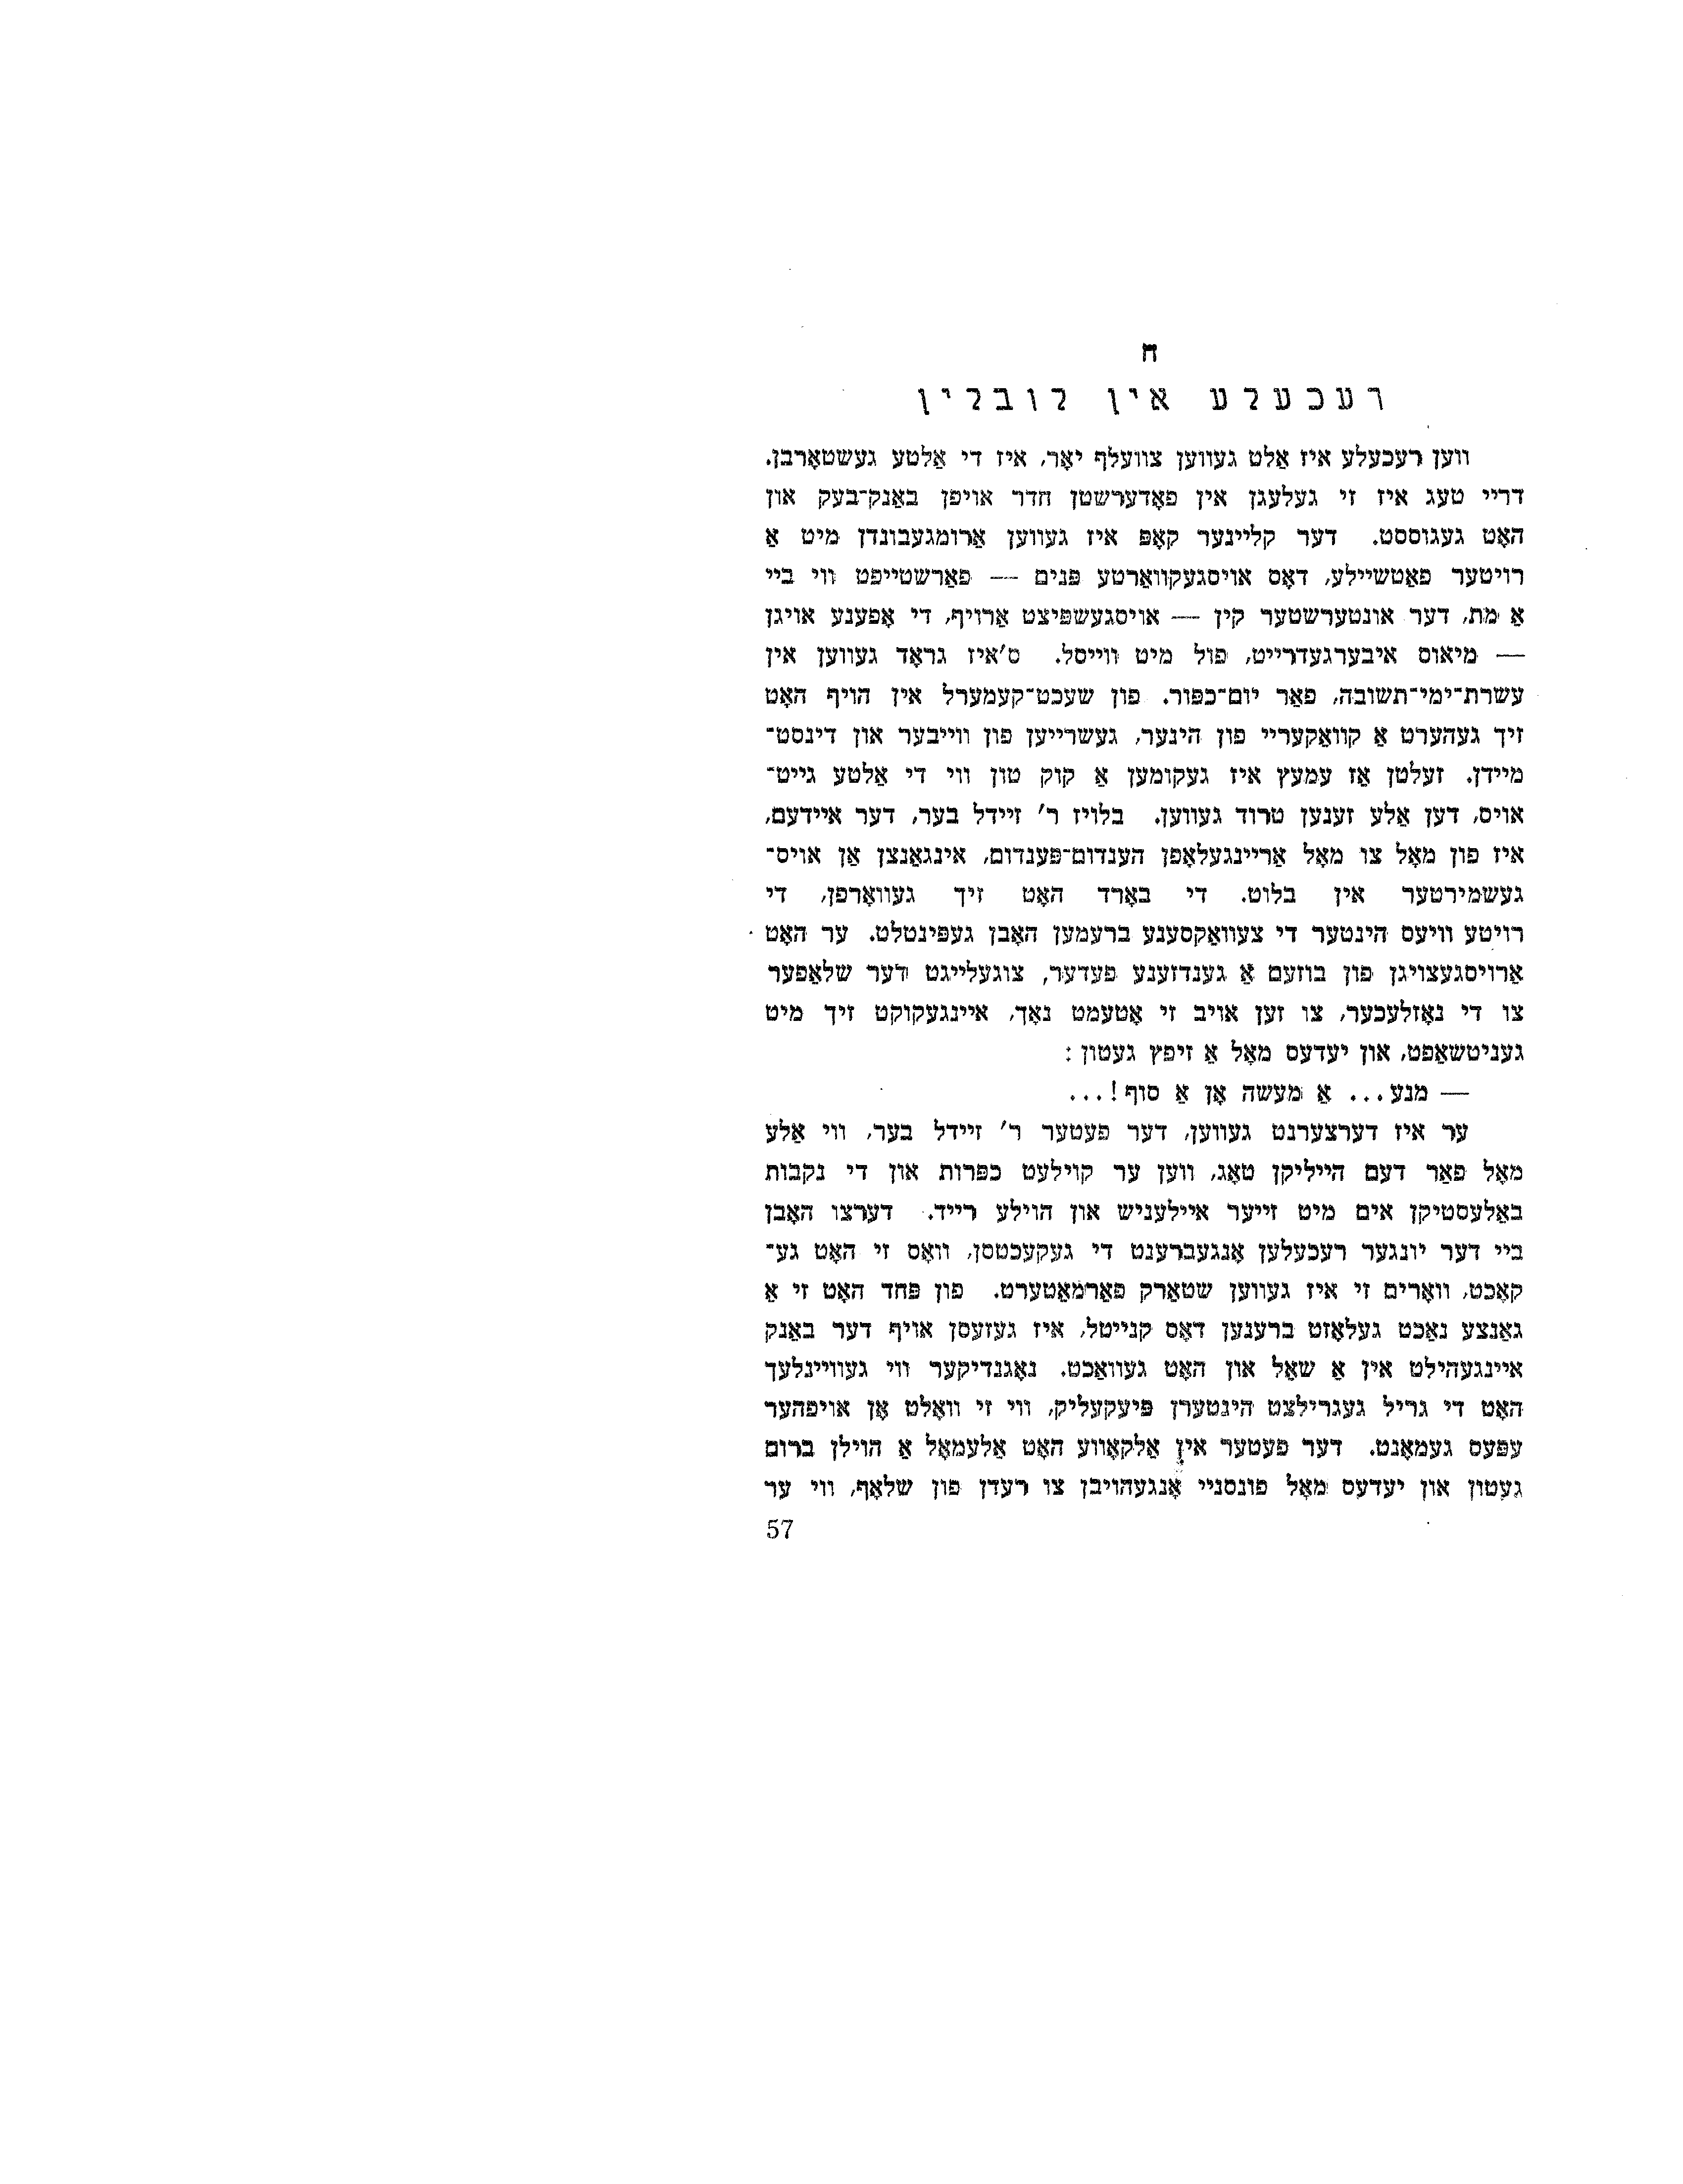 ח
רעכעלע אין לובלין
ווען רעכעלע איז אַלט געווען צוועלף יאָר, איז די אַלטע געשטאָרבן.
דריי טעג איז זי געלעגן אין פאָדערשטן חדר אויפן באַנק־בעק און
האָט געגוססט. דער קליינער קאָפּ איז געווען אַרומגעבונדן מיט אַ
רויטער פאַטשיילע, דאָס אויסגעקוואַרטע פּנים — פאַרשטייפט ווי ביי
אַ מת, דער אונטערשטער קין — אויסגעשפּיצט אַרויף, די אָפענע אויגן
— מיאוס איבערגעדרייט, פול מיט ווייסל. ס'איז גראָד געווען אין
עשרת־ימי־תשובה, פאַר יום־כּפּור. פון שעכט־קעמערל אין הויף האָט
זיך געהערט אַ קוואַקעריי פון הינער, געשרייען פון ווייבער און דינסט־
מיידן. זעלטן אַז עמעץ איז געקומען אַ קוק טון ווי די אַלטע גייט־
אויס, דען אַלע זענען טרוד געווען. בלויז ר' זיידל בער, דער איידעם,
איז פון מאָל צו מאָל אַריינגעלאָפן הענדום־פּענדום, אינגאַנצן אַן אויס־
געשמירטער אין בלוט. די באָרד האָט זיך געוואָרפן, די
רויטע וויעס הינטער די צעוואַקסענע ברעמען האָבן געפּינטלט. ער האָט
אַרויסגעצויגן פון בוזעם אַ גענדזענע פעדער, צוגעלייגט דער שלאַפער
צו די נאָזלעכער, צו זען אויב זי אָטעמט נאָך, איינגעקוקט זיך מיט
געניטשאַפט, און יעדעס מאָל אַ זיפץ געטון:
— מנע... אַ מעשה אָן אַ סוף!...
ער איז דערצערנט געווען, דער פעטער ר' זיידל בער, ווי אַלע
מאָל פאַר דעם הייליקן טאָג, ווען ער קוילעט כּפּרות און די נקבות
באַלעסטיקן אים מיט זייער איילעניש און הוילע רייד. דערצו האָבן
ביי דער יונגער רעכעלען אָנגעברענט די געקעכטסן, וואָס זי האָט גע־
קאָכט, וואָרים זי איז געווען שטאַרק פאַרמאַטערט. פון פּחד האָט זי אַ
גאַנצע נאַכט געלאָזט ברענען דאָס קנייטל, איז געזעסן אויף דער באַנק
איינגעהילט אין אַ שאַל און האָט געוואַכט. נאָגנדיקער ווי געוויינלעך
האָט די גריל געגרילצט הינטערן פּיעקעליק, ווי זי וואָלט אָן אויפהער
עפּעס געמאָנט. דער פעטער אין אַלקאָווע האָט אַלעמאָל אַ הוילן ברום
געטון און יעדעס מאָל פונסניי אָנגעהויבן צו רעדן פון שלאָף, ווי ער
57